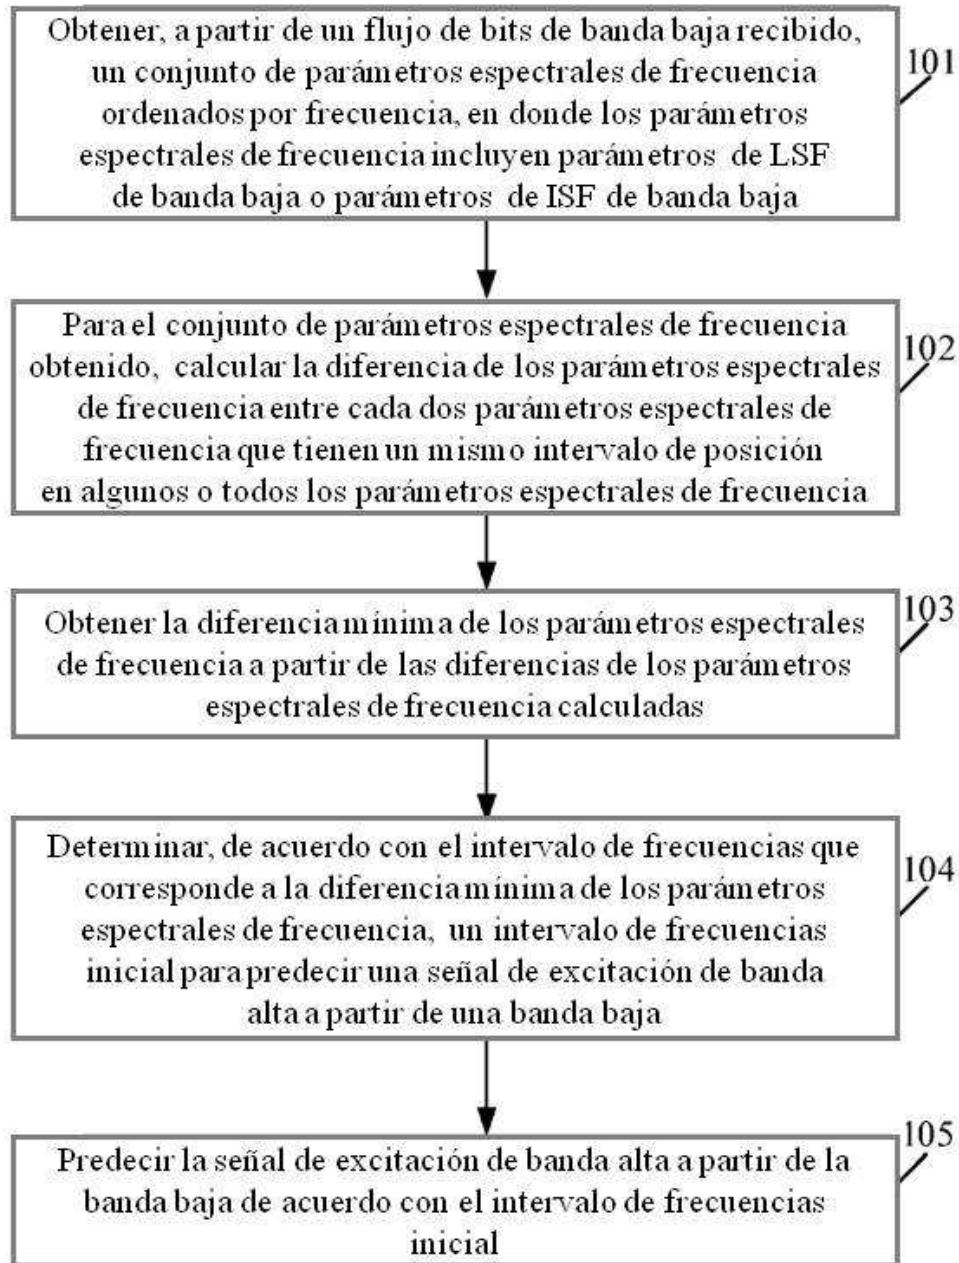 Obtener, a partir de un flujo de bits de banda baja recibido,
un conjunto de parámetros espectrales de frecuencia
ordenados por frecuencia, en donde los parámetros
espectrales de frecuencia incluyen parámetros de LSF
de banda baja o parámetros de ISF de banda baja
101
Para el conjunto de parámetros espectrales de frecuencia
obtenido, calcular la diferencia de los parámetros espectrales
de frecuencia entre cada dos parámetros espectrales de
frecuencia que tienen un mismo intervalo de posición
en algunos o todos los parámetros espectrales de frecuencia
102
Obtener la diferencia mínima de los parámetros espectrales
de frecuencia a partir de las diferencias de los parámetros
espectrales de frecuencia calculadas
103
Determinar, de acuerdo con el intervalo de frecuencias que
corresponde a la diferencia mínima de los parámetros
espectrales de frecuencia, un intervalo de frecuencias
inicial para predecir una señal de excitación de banda
alta a partir de una banda baja
104
Predecir la señal de excitación de banda alta a partir de la
banda baja de acuerdo con el intervalo de frecuencias
inicial
105